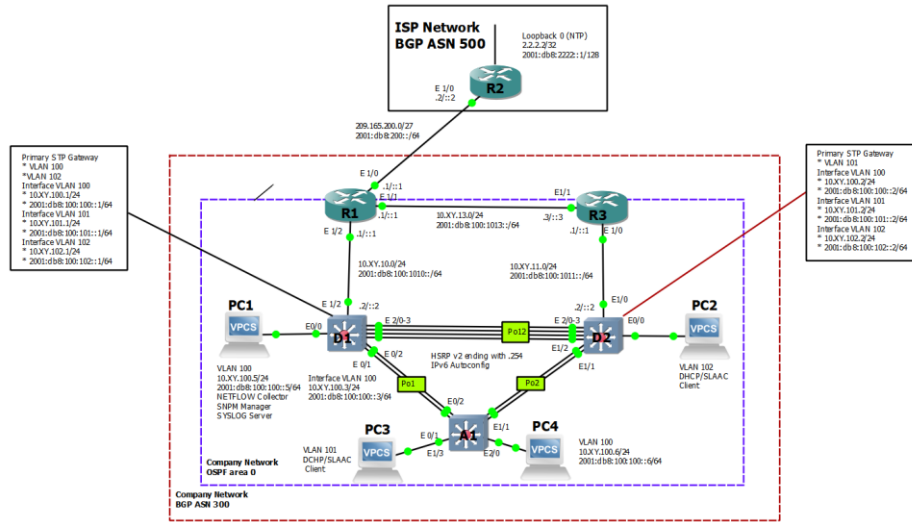 ISP Network
BGP ASN 500
Loopback 0 (NTP)
2.2.2.2/32
2001:db8:2222::1/128
R2
E 1/0
.2/::2
209.165.200.0/27
2001:db8:200::/64
Primary STP Gateway
* VLAN 100
*VLAN 102
Interface VLAN 100
* 10.XY.100.1/24
* 2001:db8:100:100::1/64
Interface VLAN 101
* 10.XY.101.1/24
* 2001:db8:100:101::1/64
Interface VLAN 102
* 10.XY.102.1/24
* 2001:db8:100:102::1/64
Primary STP Gateway
* VLAN 101
Interface VLAN 100
* 10.XY.100.2/24
* 2001:db8:100:100::2/64
Interface VLAN 101
* 10.XY.101.2/24
* 2001:db8:100:101::2/64
Interface VLAN 102
* 10.XY.102.2/24
* 2001:db8:100:102::2/64
E 1/0
.1/::1
E 1/1
.1/::1
R1
E 1/2
.1/::1
10.XY.13.0/24
2001:db8:100:1013::/64
E1/1
.3/::3
R3
.1/::1
E 1/0
10.XY.10.0/24
2001:db8:100:1010::/64
10.XY.11.0/24
2001:db8:100:1011::/64
E 1/2
.2/::2
E1/0
.2/::2
PC1
VPCS
E0/0
D1
E 2/0-3
Po12
E 2/0-3
D2
E0/0
PC2
VPCS
E 0/1
E 0/2
HSRP v2 ending with .254
IPv6 Autoconfig
E1/2
E1/1
VLAN 100
10.XY.100.5/24
2001:db8:100:100::5/64
NETFLOW Collector
SNPM Manager
SYSLOG Server
Interface VLAN 100
10.XY.100.3/24
2001:db8:100:100::3/64
VLAN 102
DHCP/SLAAC
Client
Po1
Po2
E0/2
E 0/1
A1
E1/1
PC3
VPCS
VLAN 101
DCHP/SLAAC
Client
E1/3
E2/0
PC4
VPCS
VLAN 100
10.XY.100.6/24
2001:db8:100:100::6/64
Company Network
OSPF area 0
Company Network
BGP ASN 300